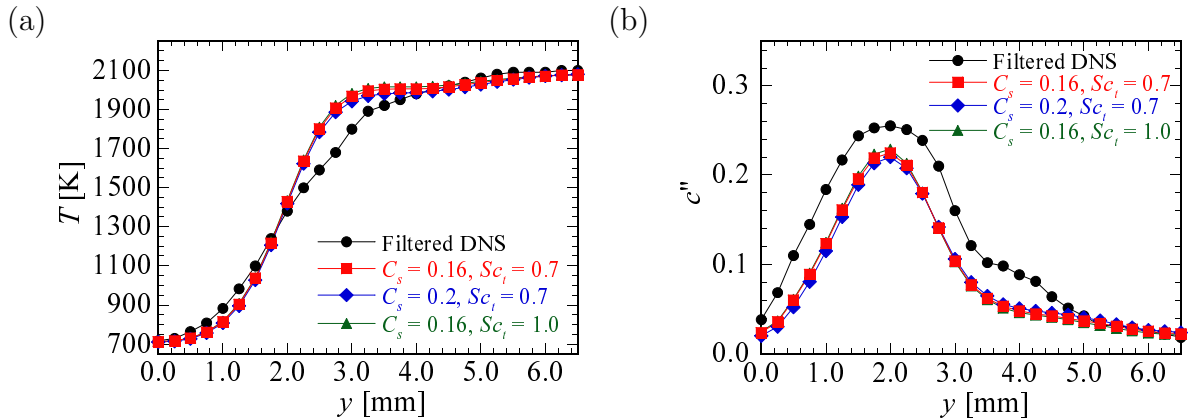 (a)
T [K]
2100
1900
1700
1500
1300
1100
900
700
0.0 1.0 2.0 3.0 4.0 5.0 6.0
y [mm]
Filtered DNS
C_s = 0.16, Sc_t = 0.7
C_s = 0.2, Sc_t = 0.7
C_s = 0.16, Sc_t = 1.0
(b)
c"
0.3
0.2
0.1
0.0
0.0 1.0 2.0 3.0 4.0 5.0 6.0
y [mm]
Filtered DNS
C_s = 0.16, Sc_t = 0.7
C_s = 0.2, Sc_t = 0.7
C_s = 0.16, Sc_t = 1.0